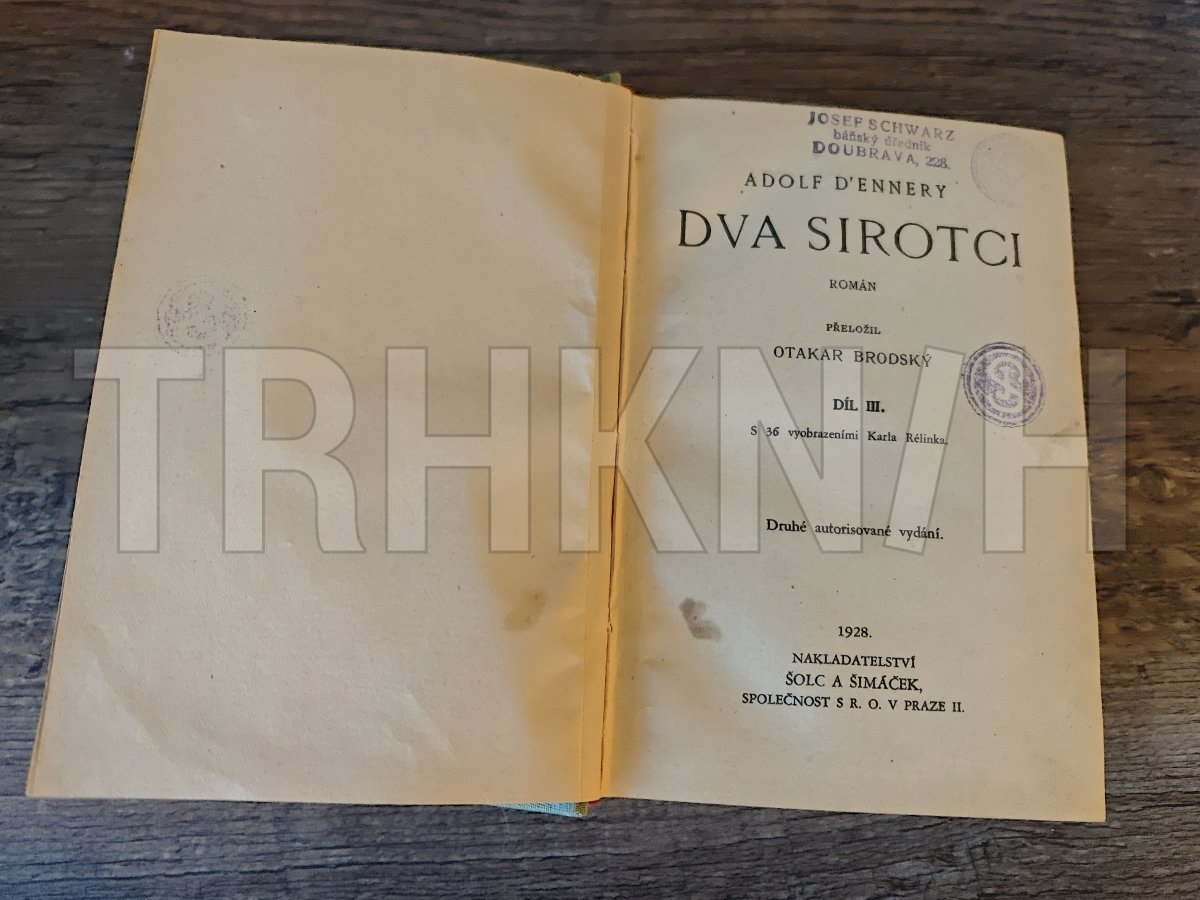 JOSEF SCHWARZ
báňský úředník
DOUBRAVA, 228.
ADOLF D'ENNERY
DVA SIROTCI
ROMÁN
PŘELOŽIL
OTAKAR BRODSKÝ
DÍL III.
S 36 vyobrazeními Karla Rélinka.
Druhé autorisované vydání.
1928.
NAKLADATELSTVÍ
ŠOLC A ŠIMÁČEK,
SPOLEČNOST S R. O. V PRAZE II.
TRHKNIH